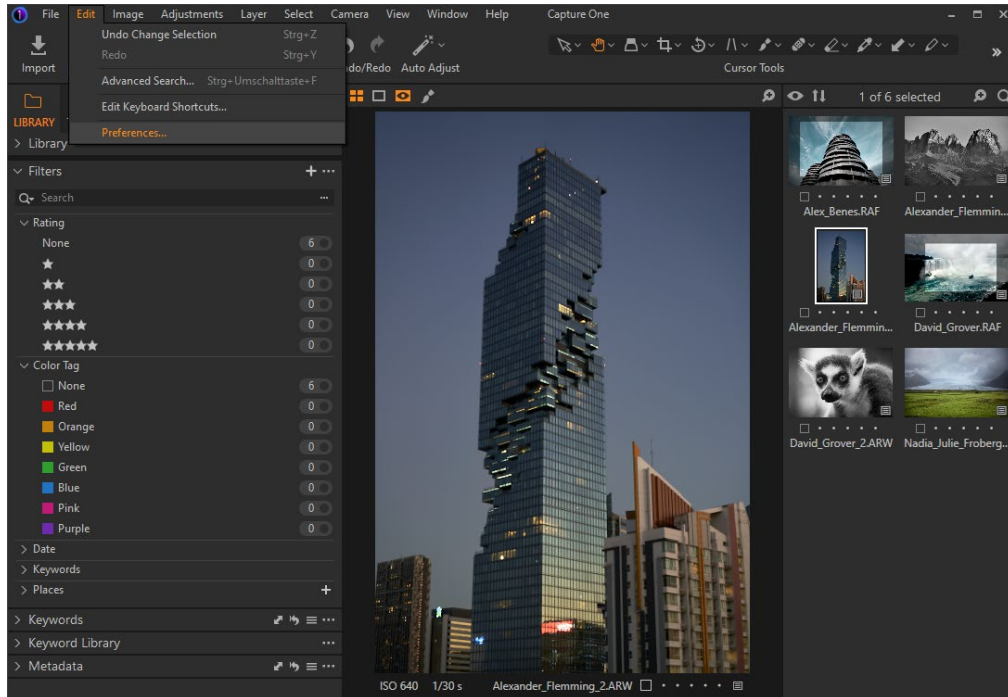 File Edit Image Adjustments Layer Select Camera View Window Help Capture One
Undo Change Selection Strg+Z
Redo Strg+Y
Advanced Search... Strg+Umschalttaste+F
Edit Keyboard Shortcuts...
Preferences...
Import
Undo/Redo Auto Adjust
Cursor Tools
LIBRARY
1 of 6 selected
Library
Filters
Search
Rating
None 6
0
0
0
0
0
Color Tag
None 6
Red 0
Orange 0
Yellow 0
Green 0
Blue 0
Pink 0
Purple 0
Date
Keywords
Places
Keywords
Keyword Library
Metadata
ISO 640 1/30 s Alexander_Flemming_2.ARW
Alex_Benes.RAF Alexander_Flemmin...
Alexander_Flemmin... David_Grover.RAF
David_Grover_2.ARW Nadia_Julie_Froberg...